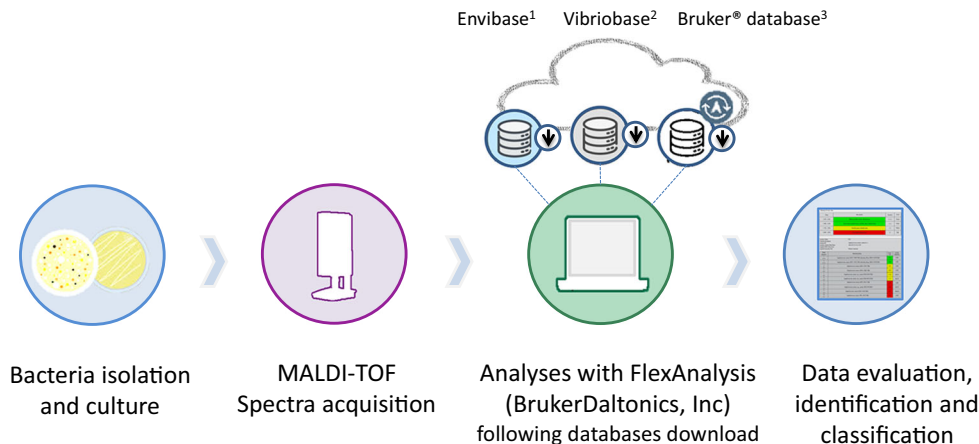 Envibase1 Vibriobase2 Bruker® database3
Bacteria isolation
and culture
MALDI-TOF
Spectra acquisition
Analyses with FlexAnalysis
(BrukerDaltonics, Inc)
following databases download
Data evaluation,
identification and
classification